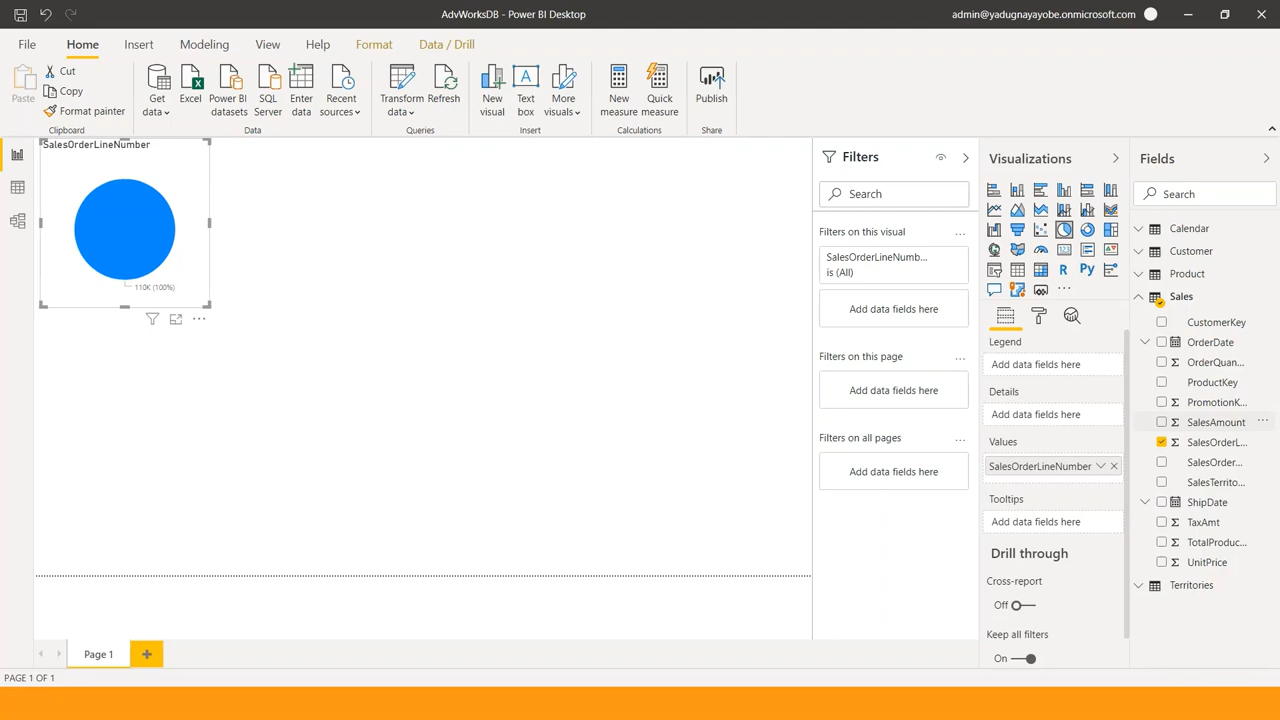 AdvWorksDB - Power BI Desktop
admin@yadugnayayobe.onmicrosoft.com
File
Home
Insert
Modeling
View
Help
Format
Data / Drill
Paste
Cut
Copy
Format painter
Clipboard
Get data
Excel
Power BI datasets
SQL Server
Enter data
Recent sources
Data
Transform data
Refresh
Queries
New visual
Text box
More visuals
Insert
New measure
Quick measure
Calculations
Publish
Share
SalesOrderLineNumber
110K (100%)
Filters
Search
Filters on this visual
SalesOrderLineNumb...
is (All)
Add data fields here
Filters on this page
Add data fields here
Filters on all pages
Add data fields here
Visualizations
R
Py
Legend
Add data fields here
Details
Add data fields here
Values
SalesOrderLineNumber
Tooltips
Add data fields here
Drill through
Cross-report
Off
Keep all filters
On
Fields
Search
Calendar
Customer
Product
Sales
CustomerKey
OrderDate
OrderQuan...
ProductKey
PromotionK...
SalesAmount
SalesOrderL...
SalesOrder...
SalesTerrito...
ShipDate
TaxAmt
TotalProduc...
UnitPrice
Territories
Page 1
PAGE 1 OF 1